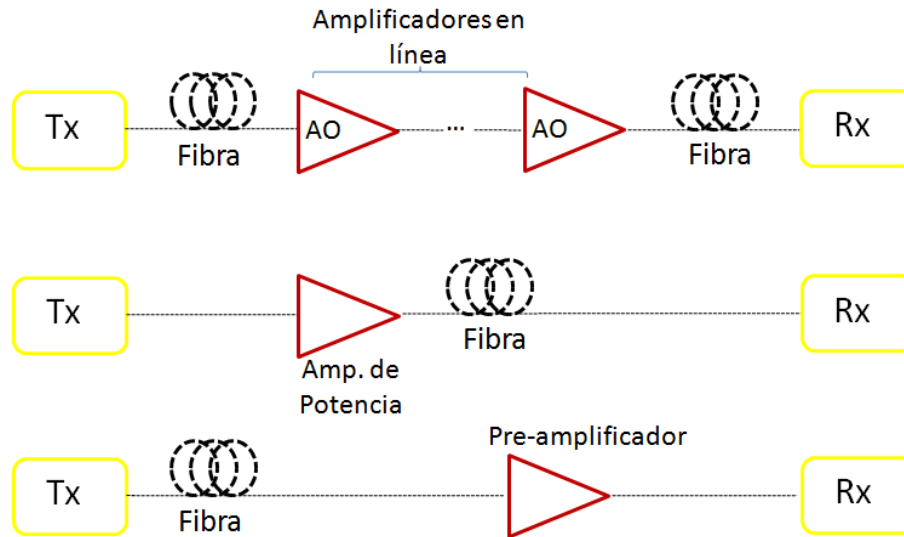 Amplificadores en
línea
Tx
Fibra
AO
...
AO
Fibra
Rx
Tx
Amp. de
Potencia
Fibra
Rx
Tx
Fibra
Pre-amplificador
Rx